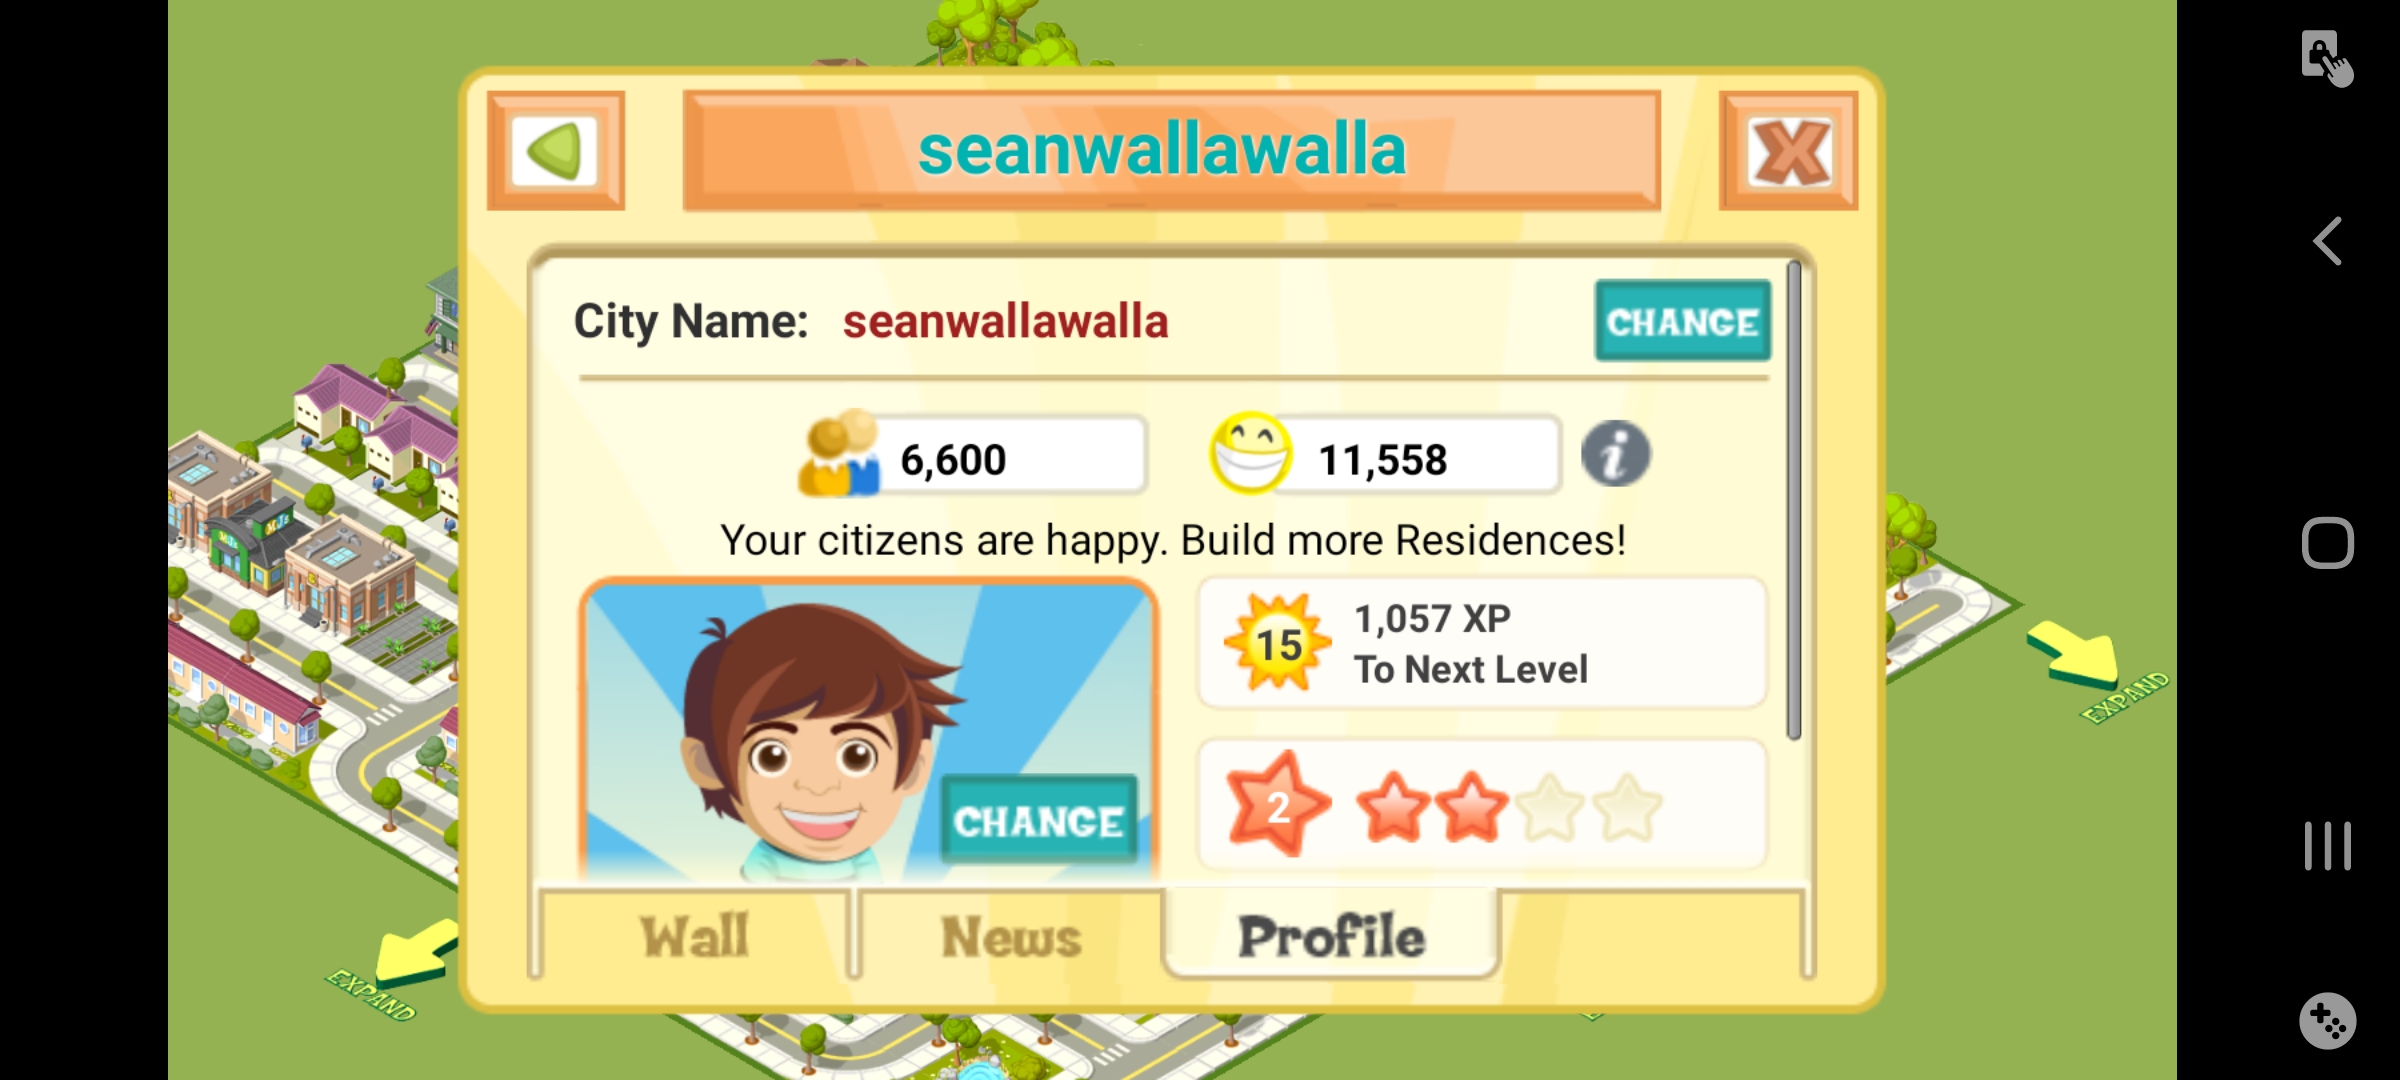 seanwallawalla
City Name: seanwallawalla
CHANGE
6,600
11,558
i
Your citizens are happy. Build more Residences!
15
1,057 XP
To Next Level
CHANGE
2
Wall
News
Profile
MJs
EXPAND
EXPAND